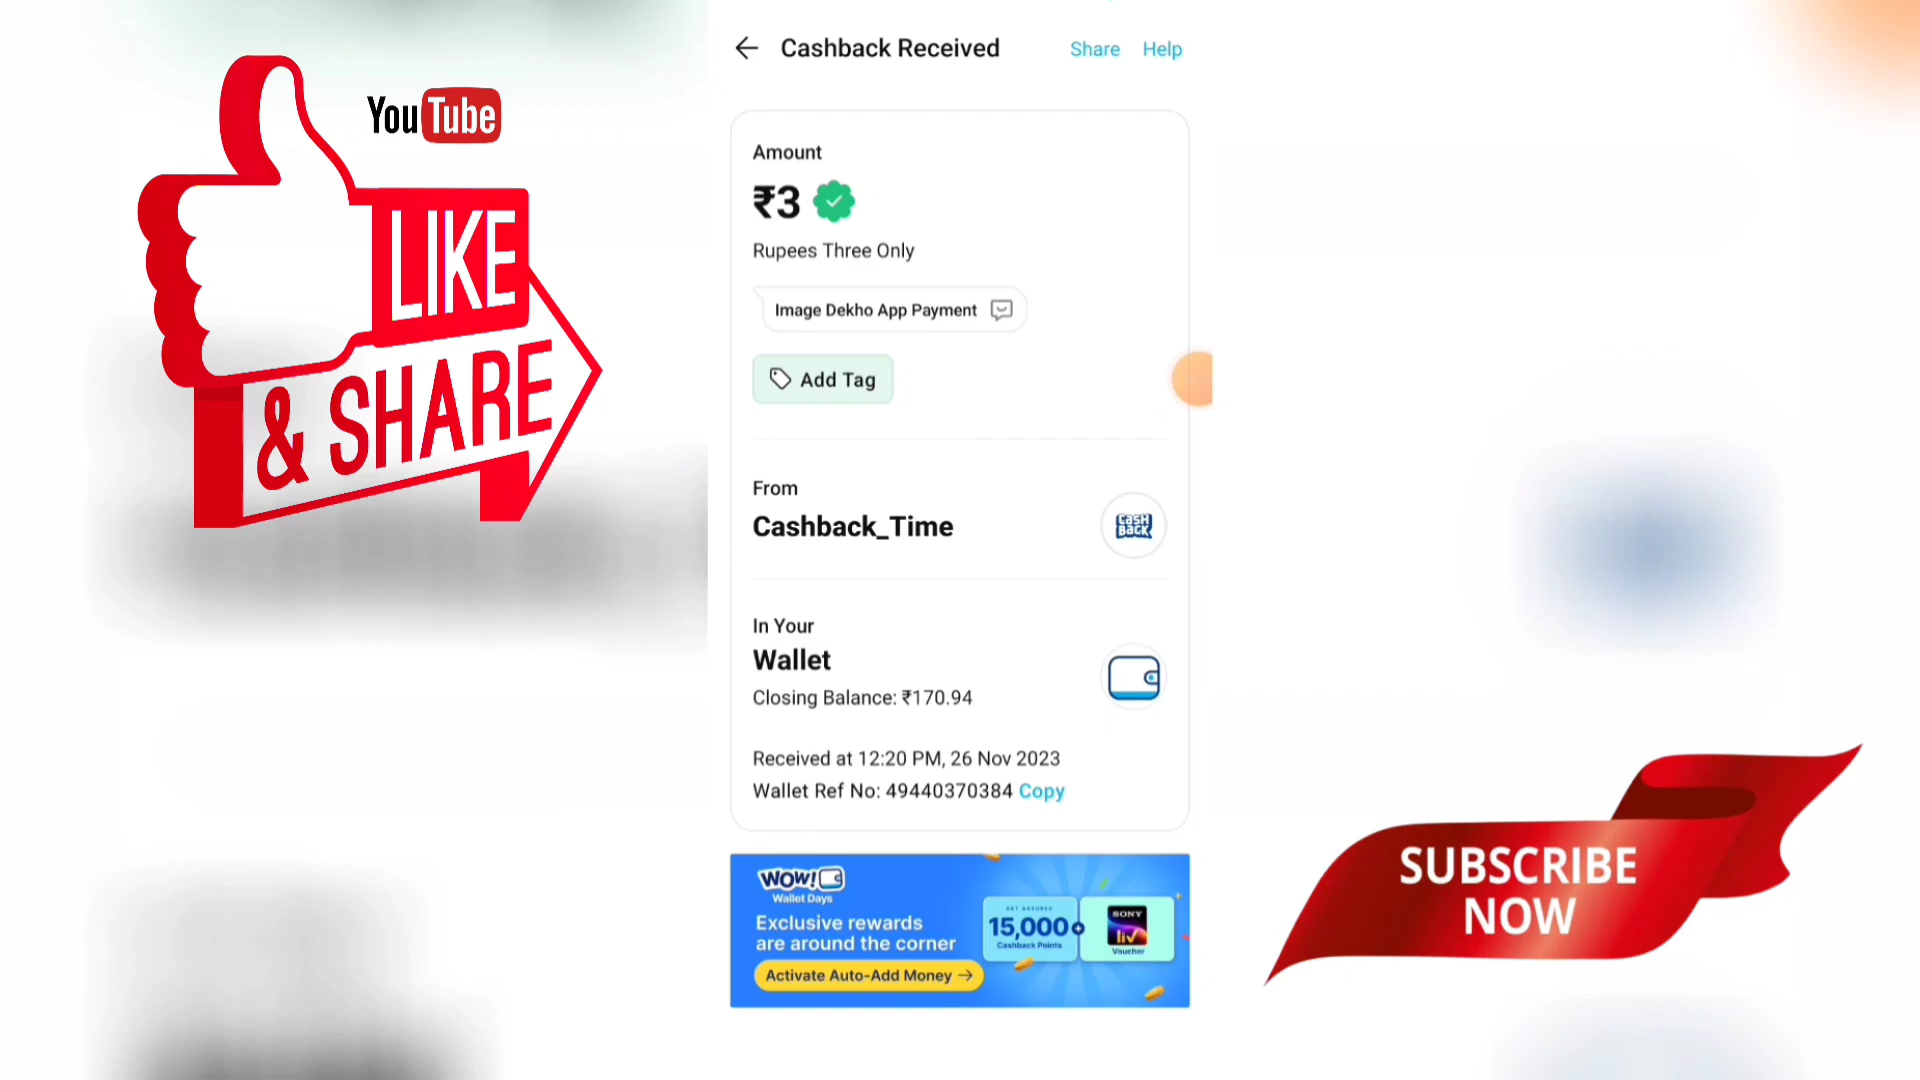 YouTube
LIKE
& SHARE
Cashback Received
Share Help
Amount
₹3
Rupees Three Only
Image Dekho App Payment
Add Tag
From
Cashback_Time
CASH
BACK
In Your
Wallet
Closing Balance: ₹170.94
Received at 12:20 PM, 26 Nov 2023
Wallet Ref No: 49440370384 Copy
WOW!
Wallet Days
Exclusive rewards
are around the corner
Activate Auto-Add Money →
GET ASSURED
15,000
Cashback Points
SONY
liv
Voucher
SUBSCRIBE
NOW